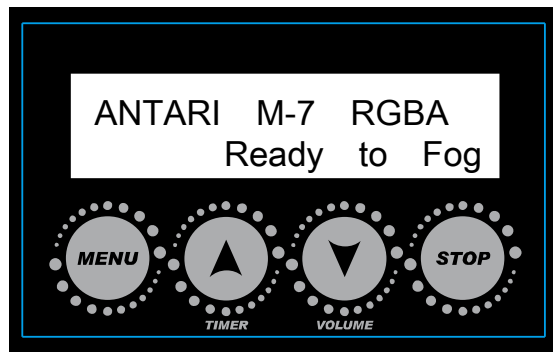 ANTARI M-7 RGBA
Ready to Fog
MENU
STOP
TIMER
VOLUME